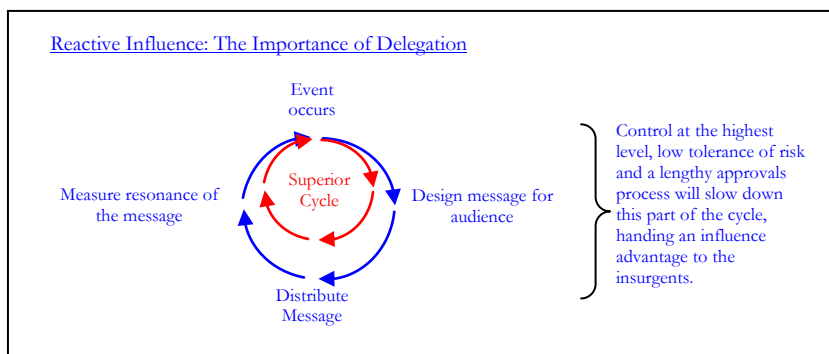 Reactive Influence: The Importance of Delegation
Event
occurs
Measure resonance of
the message
Superior
Cycle
Design message for
audience
Distribute
Message
Control at the highest
level, low tolerance of risk
and a lengthy approvals
process will slow down
this part of the cycle,
handing an influence
advantage to the
insurgents.